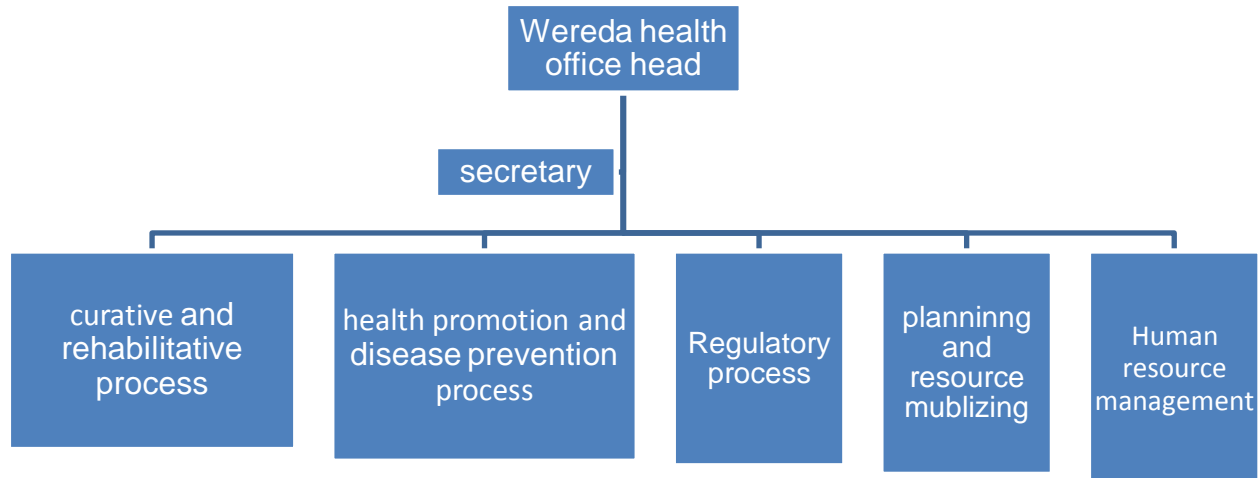 Wereda health
office head
secretary
curative and
rehabilitative
process
health promotion and
disease prevention
process
Regulatory
process
planninng
and
resource
mublizing
Human
resource
management